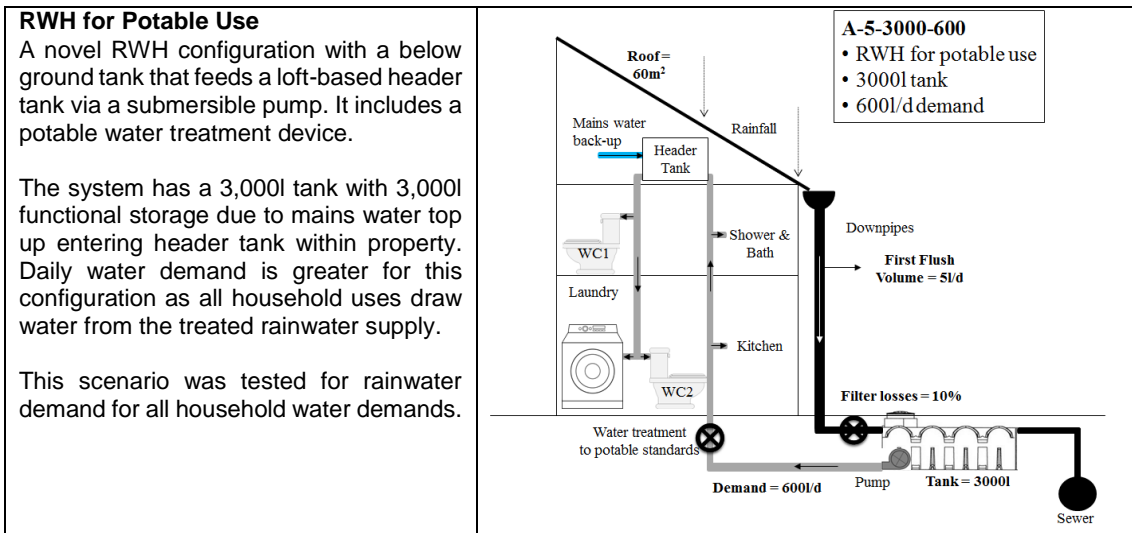 RWH for Potable Use
A novel RWH configuration with a below
ground tank that feeds a loft-based header
tank via a submersible pump. It includes a
potable water treatment device.
The system has a 3,000l tank with 3,000l
functional storage due to mains water top
up entering header tank within property.
Daily water demand is greater for this
configuration as all household uses draw
water from the treated rainwater supply.
This scenario was tested for rainwater
demand for all household water demands.
A-5-3000-600
• RWH for potable use
• 3000l tank
• 600l/d demand
Roof =
60m²
Rainfall
Mains water
back-up
Header
Tank
WC1
Shower &
Bath
Downpipes
First Flush
Volume = 5l/d
Laundry
Kitchen
WC2
Filter losses = 10%
Water treatment
to potable standards
Demand = 600l/d
Pump
Tank = 3000l
Sewer